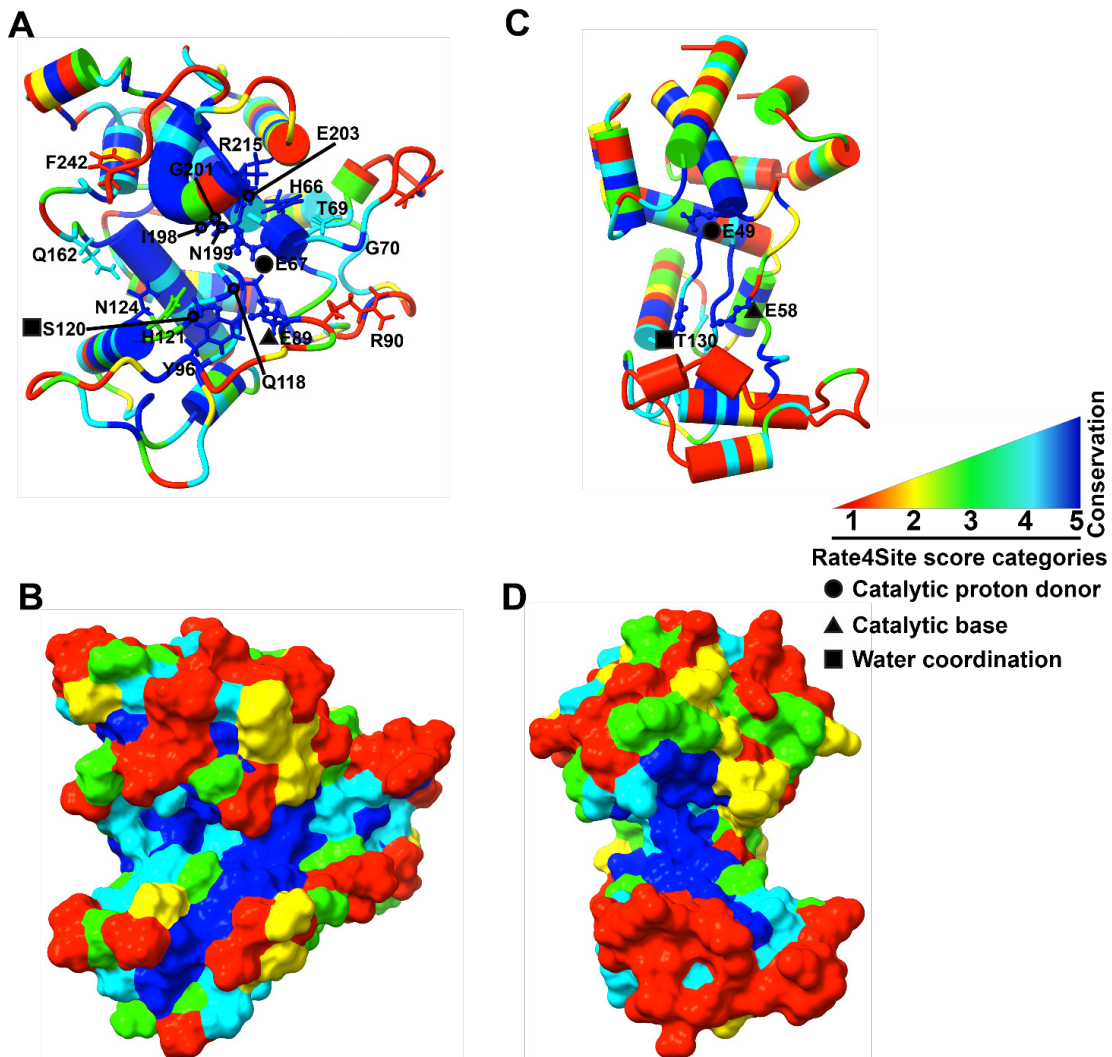 A
C
E203
R215
F242
G201
H66
T69
I198
N199
G70
Q162
E67
E49
N124
S120
H121
E89
R90
E58
Y96
Q118
T130
Conservation
1 2 3 4 5
Rate4Site score categories
Catalytic proton donor
Catalytic base
Water coordination
B
D